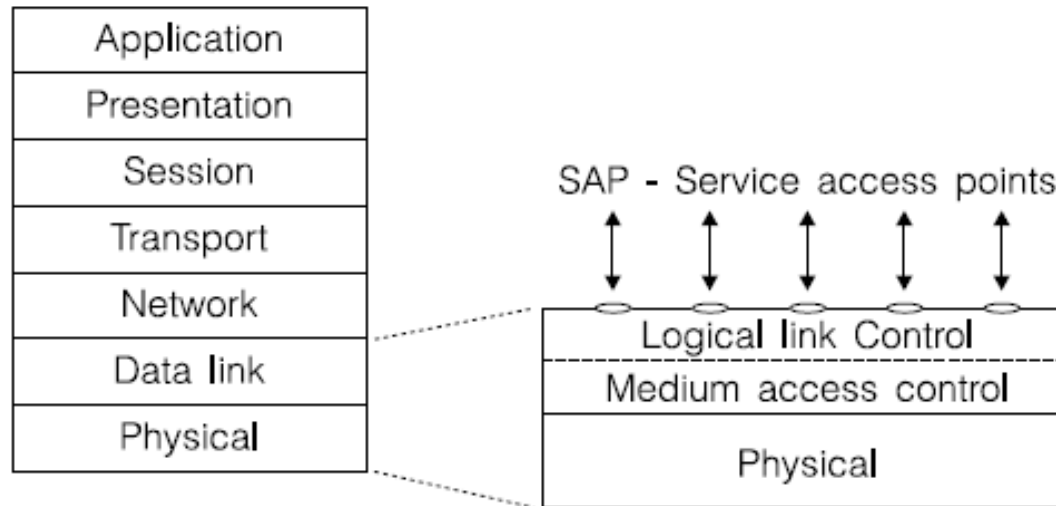 Application
Presentation
Session
Transport
Network
Data link
Physical
SAP - Service access points
Logical link Control
Medium access control
Physical